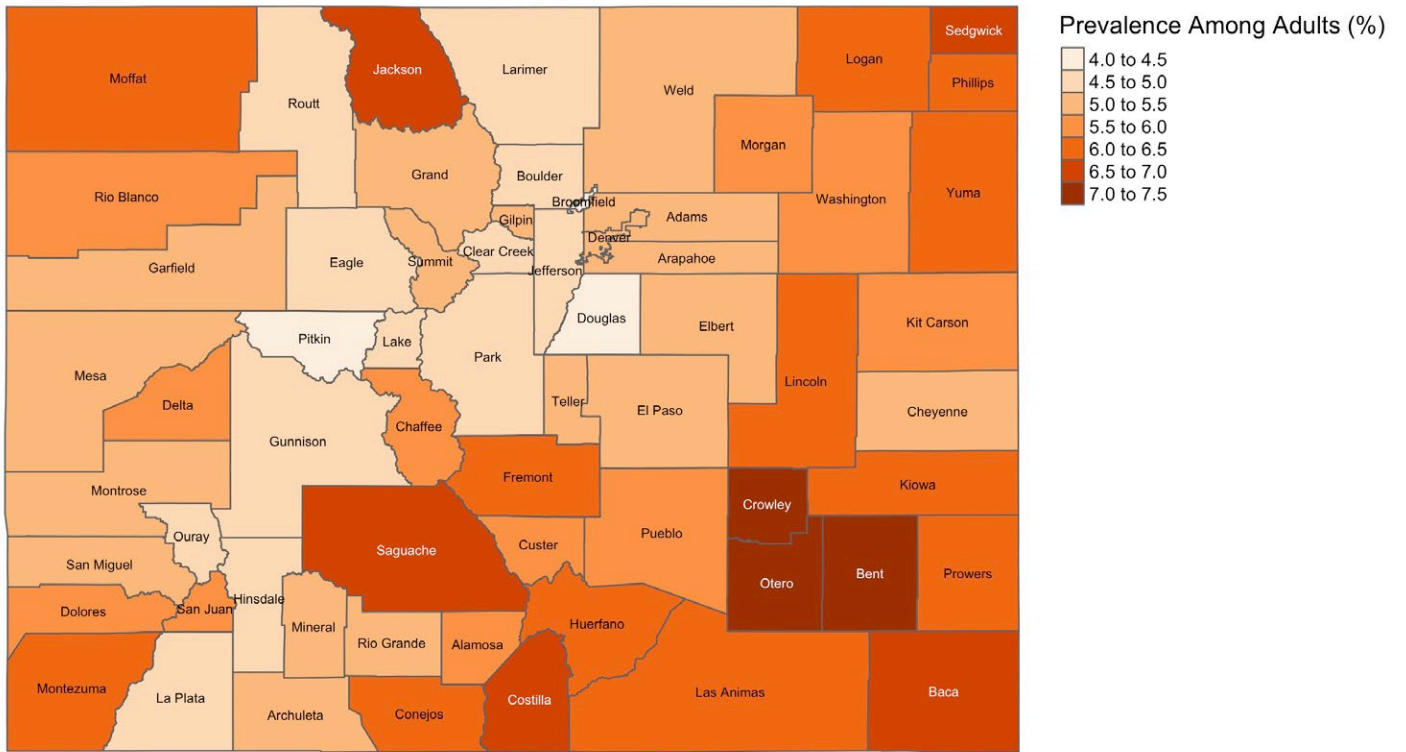 Prevalence Among Adults (%)
4.0 to 4.5
4.5 to 5.0
5.0 to 5.5
5.5 to 6.0
6.0 to 6.5
6.5 to 7.0
7.0 to 7.5
Sedgwick
Logan
Jackson
Larimer
Moffat
Phillips
Weld
Routt
Morgan
Grand
Boulder
Yuma
Rio Blanco
Washington
Broomfield
Gilpin
Adams
Denver
Clear Creek
Arapahoe
Eagle
Summit
Garfield
Jefferson
Douglas
Kit Carson
Elbert
Pitkin
Lake
Park
Mesa
Lincoln
Teller
Delta
El Paso
Cheyenne
Chaffee
Gunnison
Fremont
Kiowa
Montrose
Crowley
Pueblo
Ouray
Custer
Saguache
San Miguel
Bent
Prowers
Otero
Hinsdale
San Juan
Dolores
Huerfano
Mineral
Rio Grande
Alamosa
Montezuma
Las Animas
Baca
La Plata
Costilla
Conejos
Archuleta